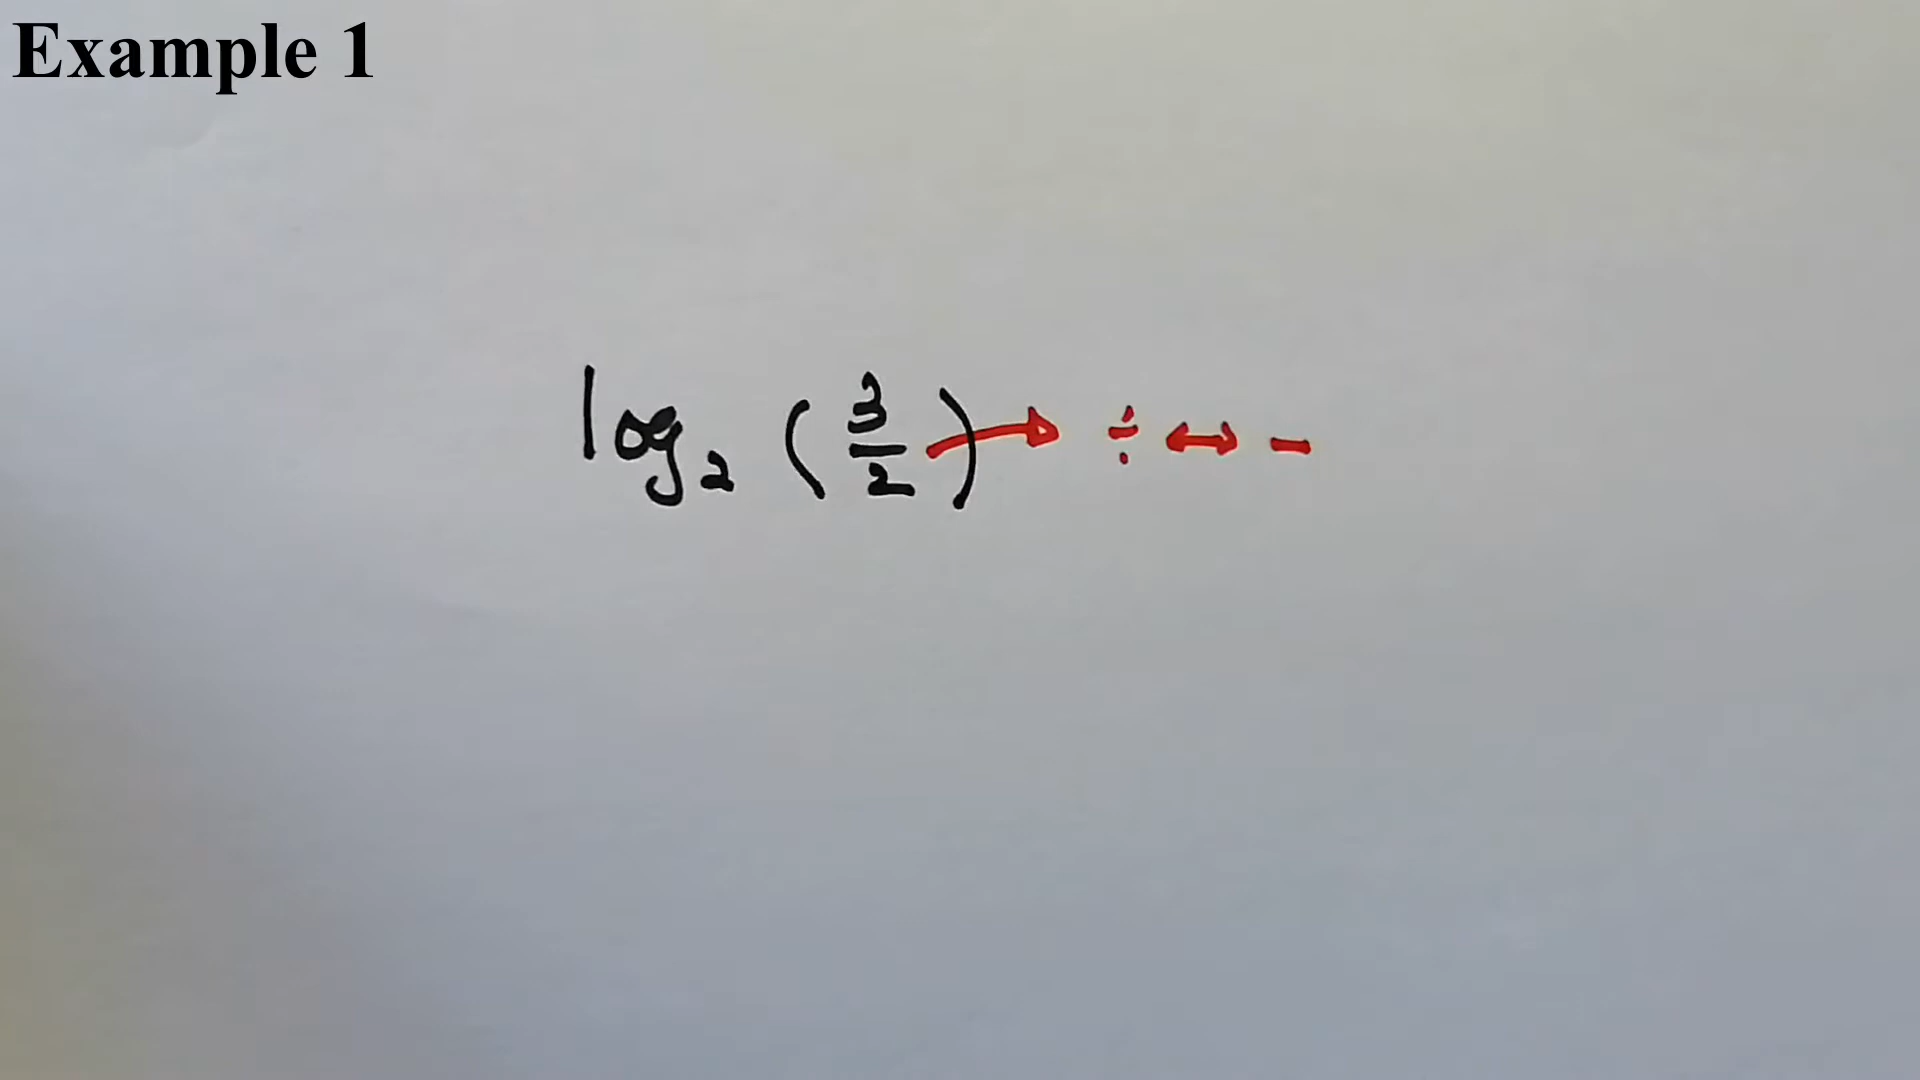 Example 1
log₂ (3/2) → ÷ ↔ −